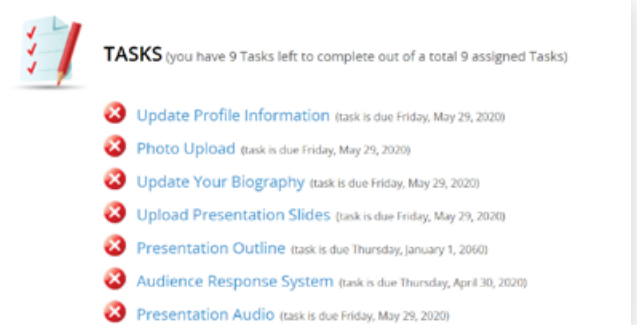 TASKS (you have 9 Tasks left to complete out of a total 9 assigned Tasks)
Update Profile Information (task is due Friday, May 29, 2020)
Photo Upload (task is due Friday, May 29, 2020)
Update Your Biography (task is due Friday, May 29, 2020)
Upload Presentation Slides (task is due Friday, May 29, 2020)
Presentation Outline (task is due Thursday, January 1, 2060)
Audience Response System (task is due Thursday, April 30, 2020)
Presentation Audio (task is due Friday, May 29, 2020)